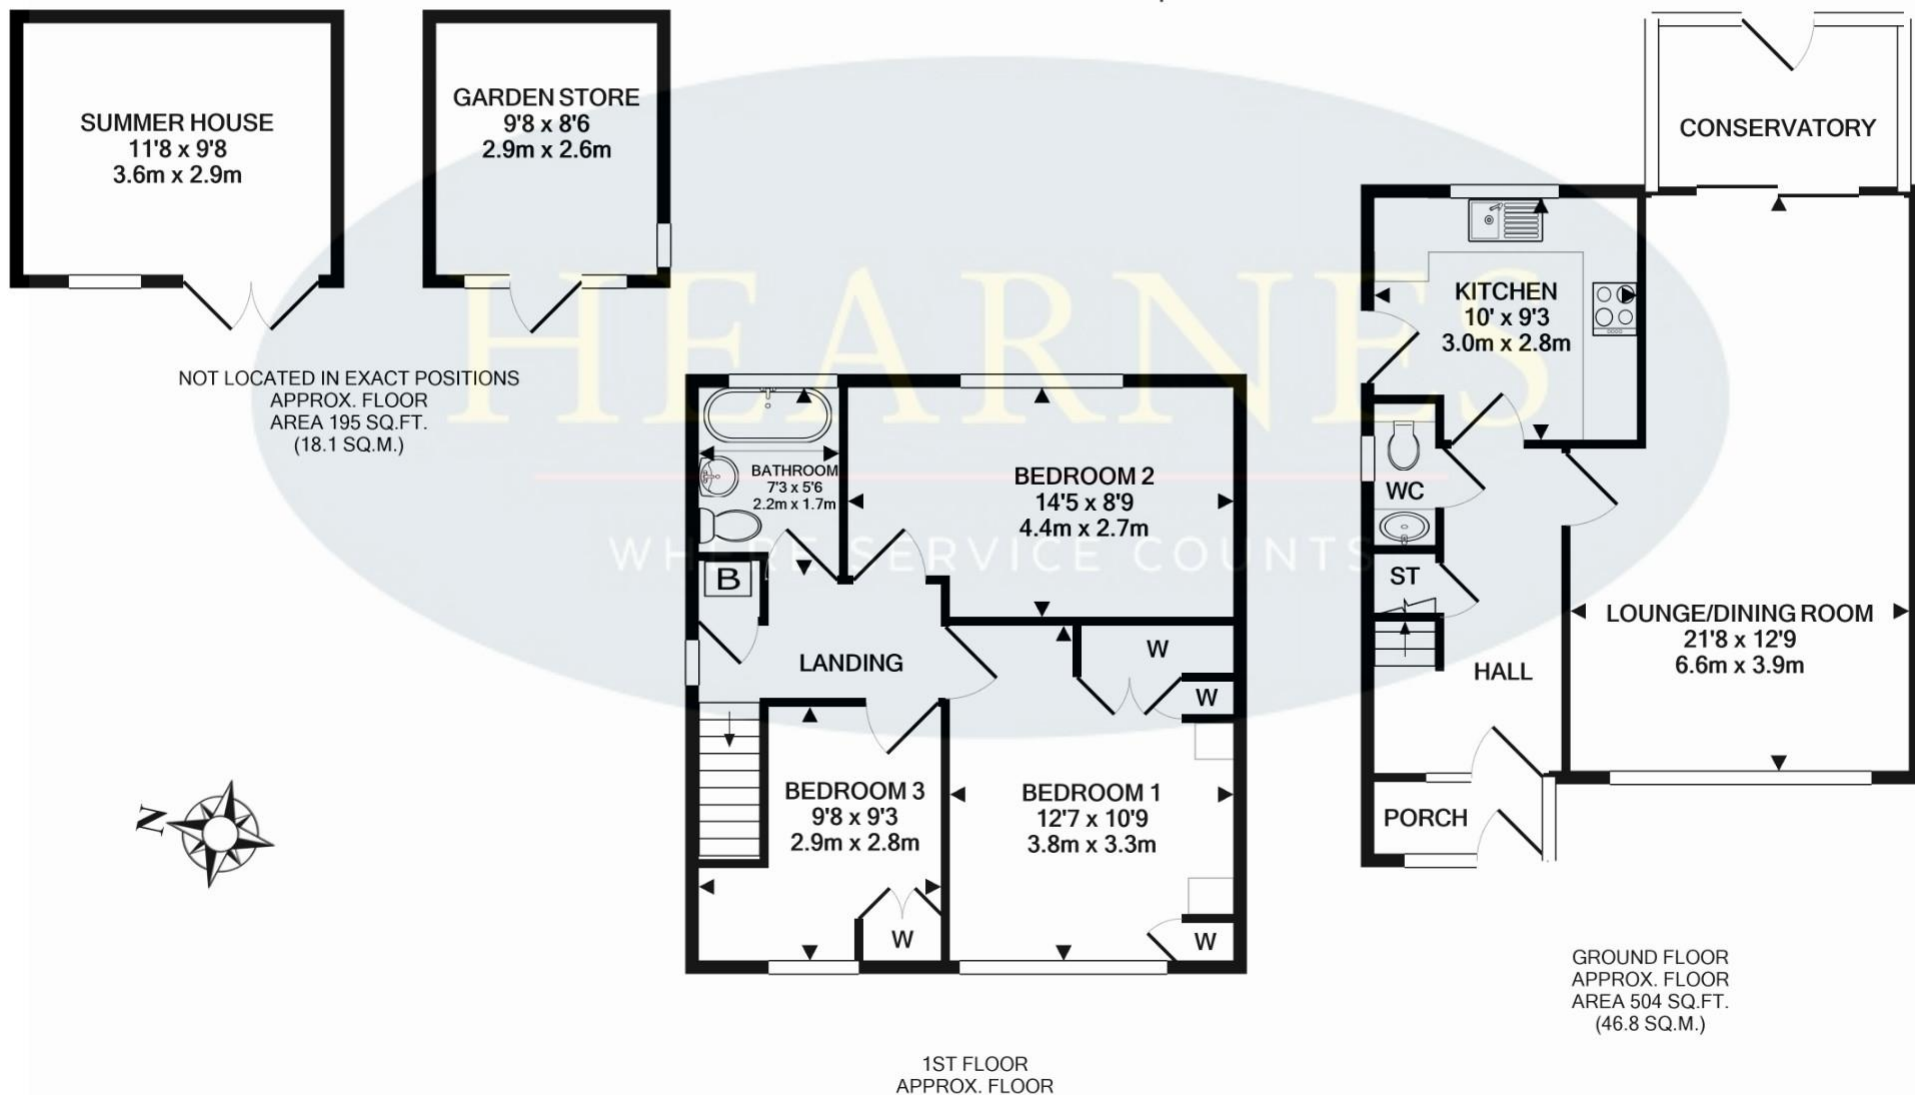 SUMMER HOUSE
11'8 x 9'8
3.6m x 2.9m
GARDEN STORE
9'8 x 8'6
2.9m x 2.6m
NOT LOCATED IN EXACT POSITIONS
APPROX. FLOOR
AREA 195 SQ.FT.
(18.1 SQ.M.)
HEARNES
WHERE SERVICE COUNTS
BATHROOM
7'3 x 5'6
2.2m x 1.7m
BEDROOM 2
14'5 x 8'9
4.4m x 2.7m
B
LANDING
W
W
BEDROOM 3
9'8 x 9'3
2.9m x 2.8m
BEDROOM 1
12'7 x 10'9
3.8m x 3.3m
W
W
1ST FLOOR
APPROX. FLOOR
CONSERVATORY
KITCHEN
10' x 9'3
3.0m x 2.8m
WC
ST
LOUNGE/DINING ROOM
21'8 x 12'9
6.6m x 3.9m
HALL
PORCH
GROUND FLOOR
APPROX. FLOOR
AREA 504 SQ.FT.
(46.8 SQ.M.)
N